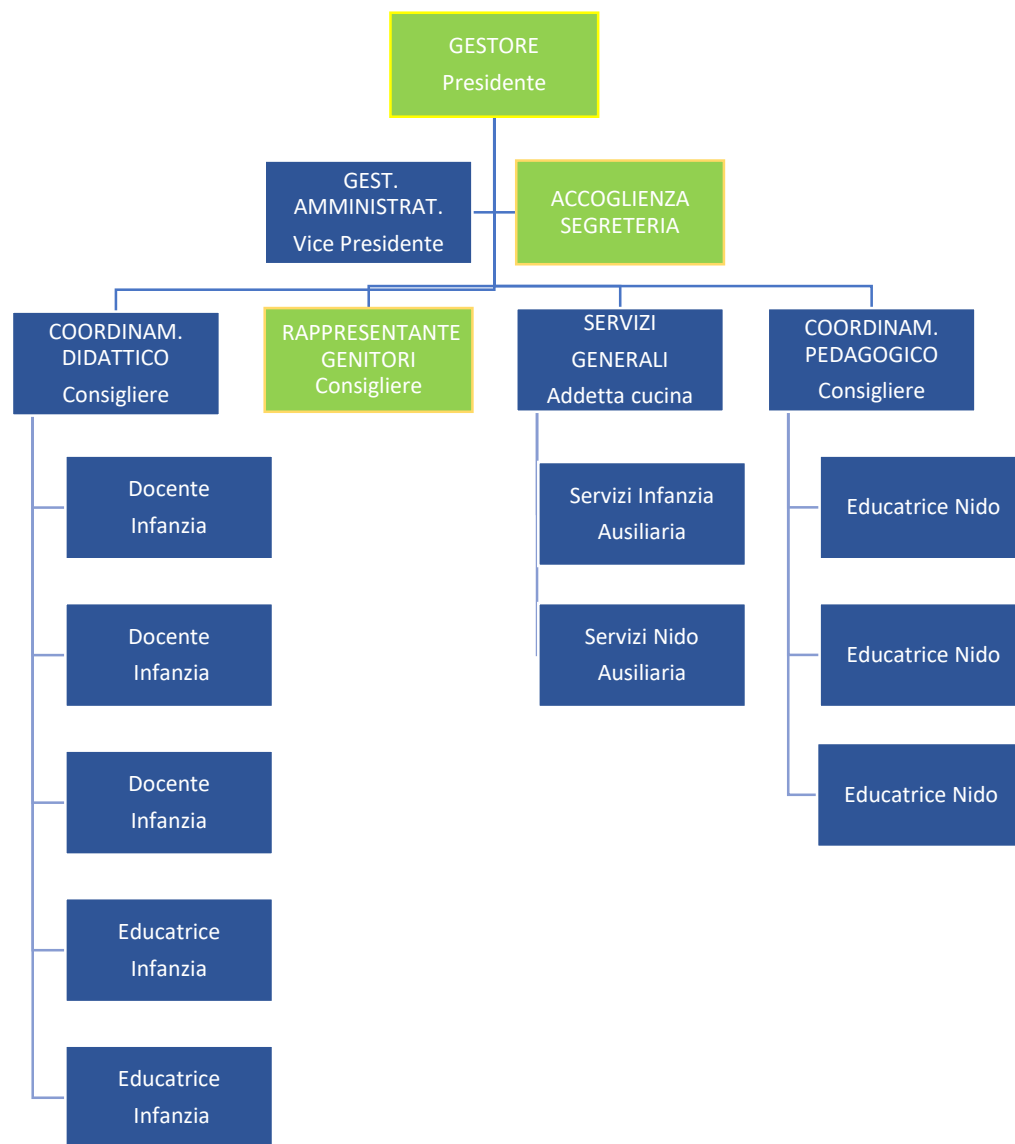 GESTORE
Presidente
GEST.
AMMINISTRAT.
Vice Presidente
ACCOGLIENZA
SEGRETERIA
COORDINAM.
DIDATTICO
Consigliere
RAPPRESENTANTE
GENITORI
Consigliere
SERVIZI
GENERALI
Addetta cucina
COORDINAM.
PEDAGOGICO
Consigliere
Docente
Infanzia
Docente
Infanzia
Docente
Infanzia
Educatrice
Infanzia
Educatrice
Infanzia
Servizi Infanzia
Ausiliaria
Servizi Nido
Ausiliaria
Educatrice Nido
Educatrice Nido
Educatrice Nido